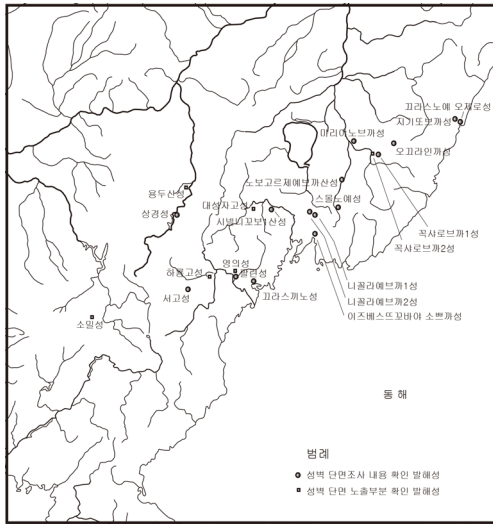 끄라스노예 오제로성
시기또븨까성
마리아노브까성
오끄라인까성
노보고르제예브까산성
스몰노예성
용두산성
대성자고성
상경성
시넬니꼬보1산성
꼭사로브까1성
꼭사로브까2성
영의성
하룡고성
발련성
니꼴라예브까1성
서고성
끄라스끼노성
니꼴라예브까2성
이즈베스뜨꼬바야 소쁘까성
소밀성
동 해
범례
성벽 단면조사 내용 확인 발해성
성벽 단면 노출부분 확인 발해성